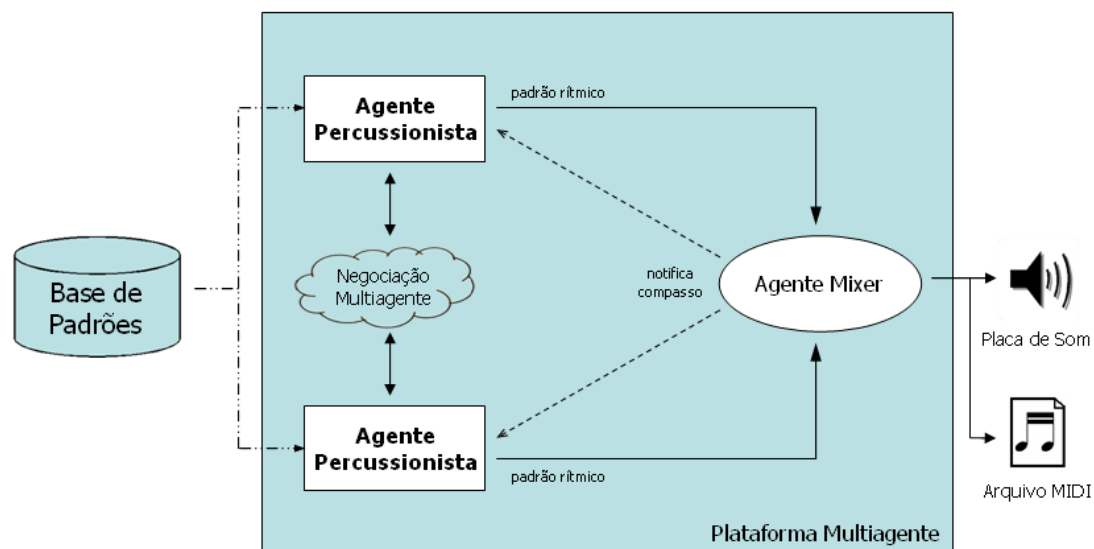 Agente
Percussionista
padrão rítmico
Base de
Padrões
Negociação
Multiagente
notifica
compasso
Agente Mixer
Placa de Som
Agente
Percussionista
padrão rítmico
Arquivo MIDI
Plataforma Multiagente